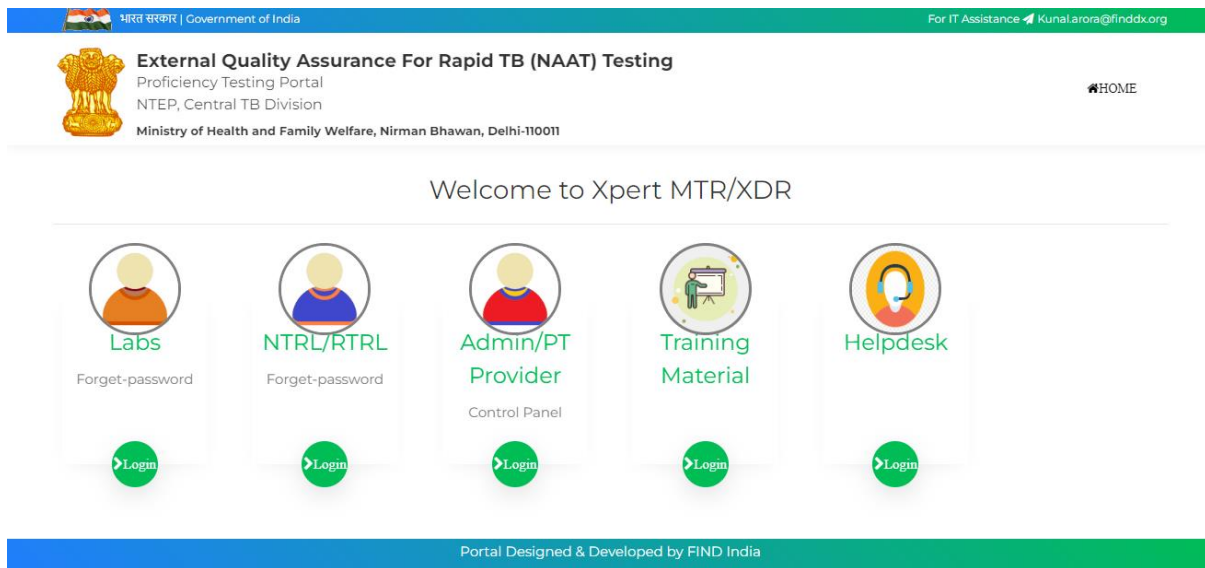 भारत सरकार | Government of India
For IT Assistance Kunal.arora@finddx.org
External Quality Assurance For Rapid TB (NAAT) Testing
Proficiency Testing Portal
NTEP, Central TB Division
Ministry of Health and Family Welfare, Nirman Bhawan, Delhi-110011
HOME
Welcome to Xpert MTR/XDR
Labs
Forget-password
Login
NTRL/RTRL
Forget-password
Login
Admin/PT
Provider
Control Panel
Login
Training
Material
Login
Helpdesk
Login
Portal Designed & Developed by FIND India